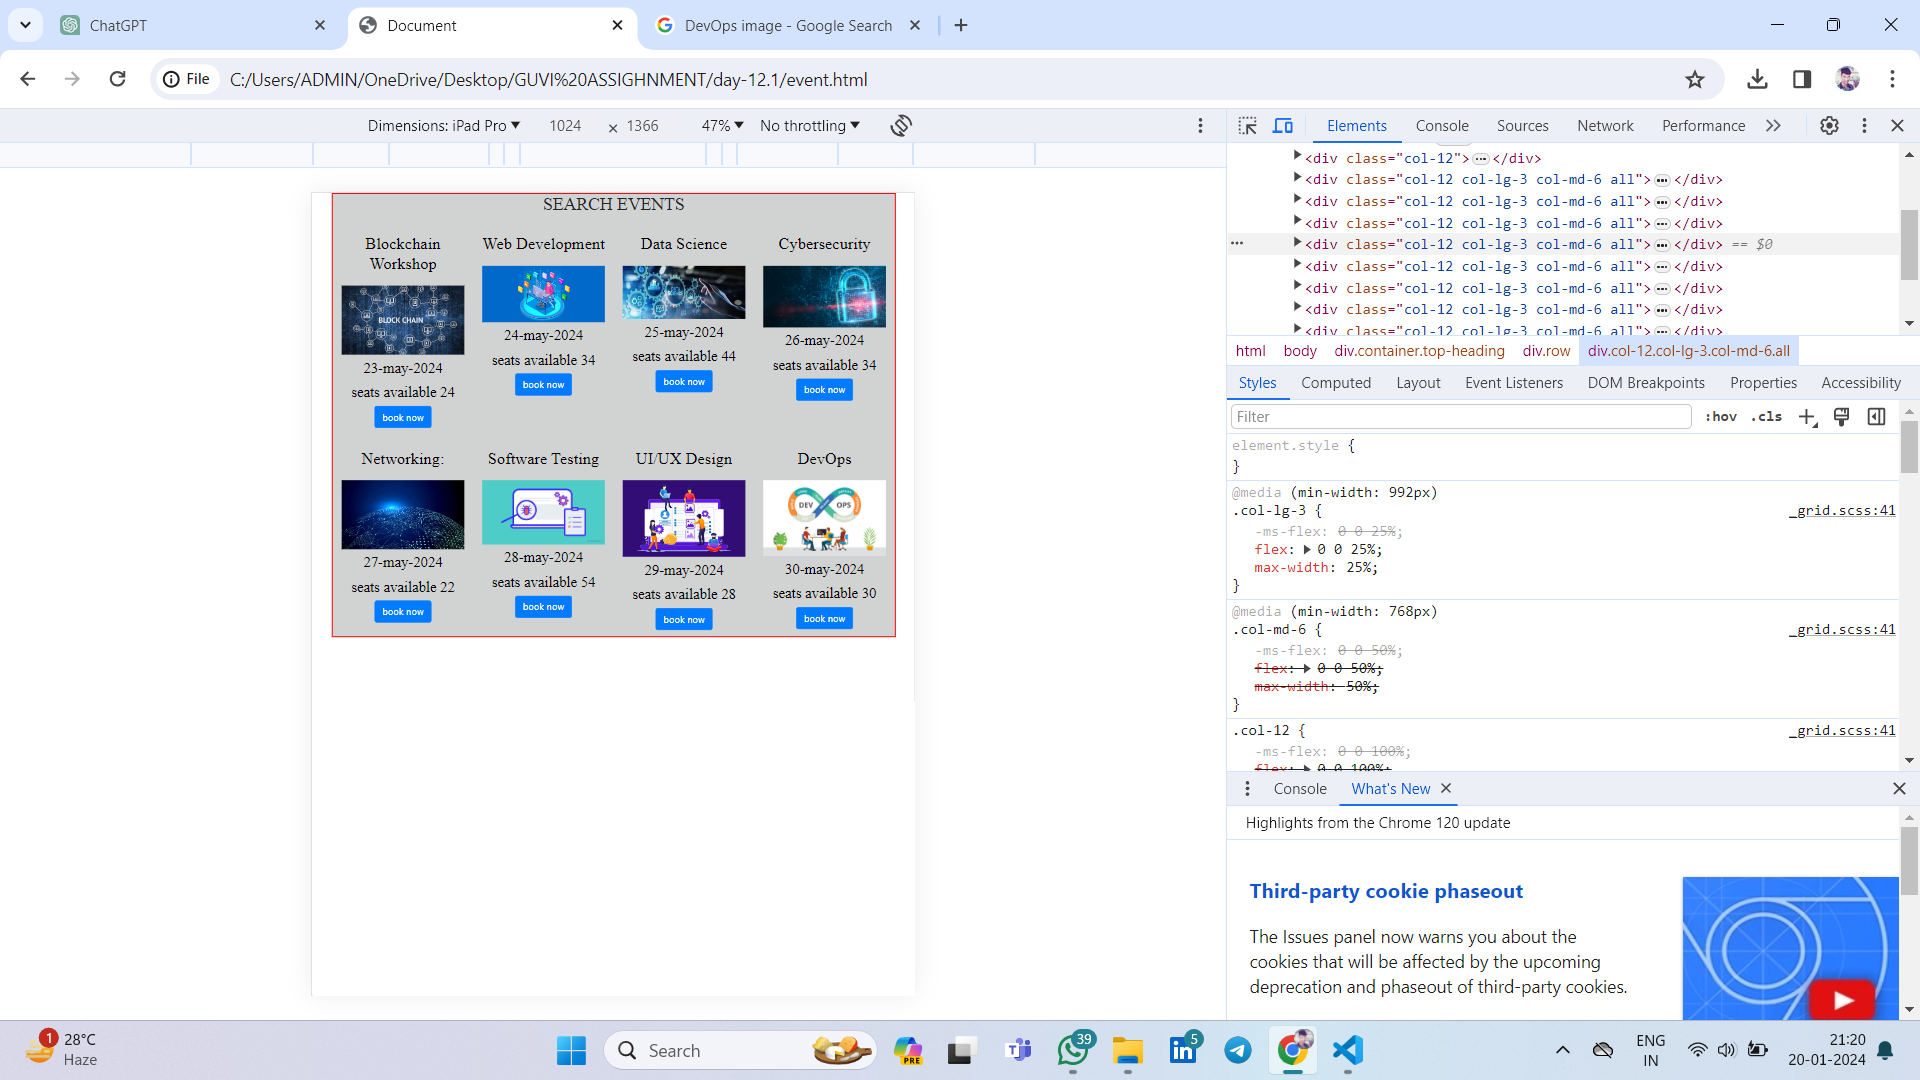 ChatGPT
Document
DevOps image - Google Search
File
C:/Users/ADMIN/OneDrive/Desktop/GUVI%20ASSIGHNMENT/day-12.1/event.html
Dimensions: iPad Pro ▼ 1024 × 1366 47% ▼ No throttling ▼
Elements Console Sources Network Performance
<div class="col-12">…</div>
<div class="col-12 col-lg-3 col-md-6 all">…</div>
<div class="col-12 col-lg-3 col-md-6 all">…</div>
<div class="col-12 col-lg-3 col-md-6 all">…</div>
<div class="col-12 col-lg-3 col-md-6 all">…</div> == $0
<div class="col-12 col-lg-3 col-md-6 all">…</div>
<div class="col-12 col-lg-3 col-md-6 all">…</div>
<div class="col-12 col-lg-3 col-md-6 all">…</div>
<div class="col-12 col-lg-3 col-md-6 all">…</div>
html body div.container.top-heading div.row div.col-12.col-lg-3.col-md-6.all
Styles Computed Layout Event Listeners DOM Breakpoints Properties Accessibility
Filter
:hov .cls
element.style {
}
@media (min-width: 992px)
.col-lg-3 { _grid.scss:41
-ms-flex: 0 0 25%;
flex: 0 0 25%;
max-width: 25%;
}
@media (min-width: 768px)
.col-md-6 { _grid.scss:41
-ms-flex: 0 0 50%;
flex: 0 0 50%;
max-width: 50%;
}
.col-12 { _grid.scss:41
-ms-flex: 0 0 100%;
flex: 0 0 100%;
Console What's New
Highlights from the Chrome 120 update
Third-party cookie phaseout
The Issues panel now warns you about the
cookies that will be affected by the upcoming
deprecation and phaseout of third-party cookies.
SEARCH EVENTS
Blockchain
Workshop
BLOCK CHAIN
23-may-2024
seats available 24
book now
Web Development
24-may-2024
seats available 34
book now
Data Science
25-may-2024
seats available 44
book now
Cybersecurity
26-may-2024
seats available 34
book now
Networking:
27-may-2024
seats available 22
book now
Software Testing
28-may-2024
seats available 54
book now
UI/UX Design
29-may-2024
seats available 28
book now
DevOps
DEV OPS
30-may-2024
seats available 30
book now
1
28°C
Haze
Search
PRE
39
5
ENG
IN
21:20
20-01-2024